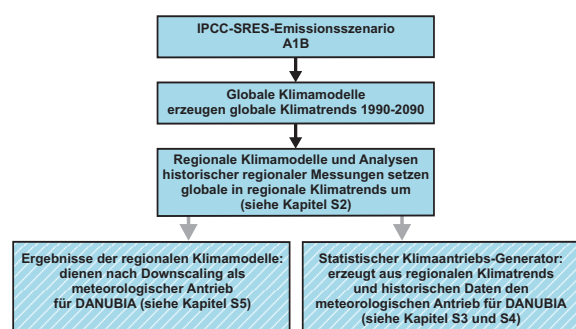 IPCC-SRES-Emissionsszenario
A1B
Globale Klimamodelle
erzeugen globale Klimatrends 1990-2090
Regionale Klimamodelle und Analysen
historischer regionaler Messungen setzen
globale in regionale Klimatrends um
(siehe Kapitel S2)
Ergebnisse der regionalen Klimamodelle:
dienen nach Downscaling als
meteorologischer Antrieb
für DANUBIA (siehe Kapitel S5)
Statistischer Klimaantriebs-Generator:
erzeugt aus regionalen Klimatrends
und historischen Daten den
meteorologischen Antrieb für DANUBIA
(siehe Kapitel S3 und S4)